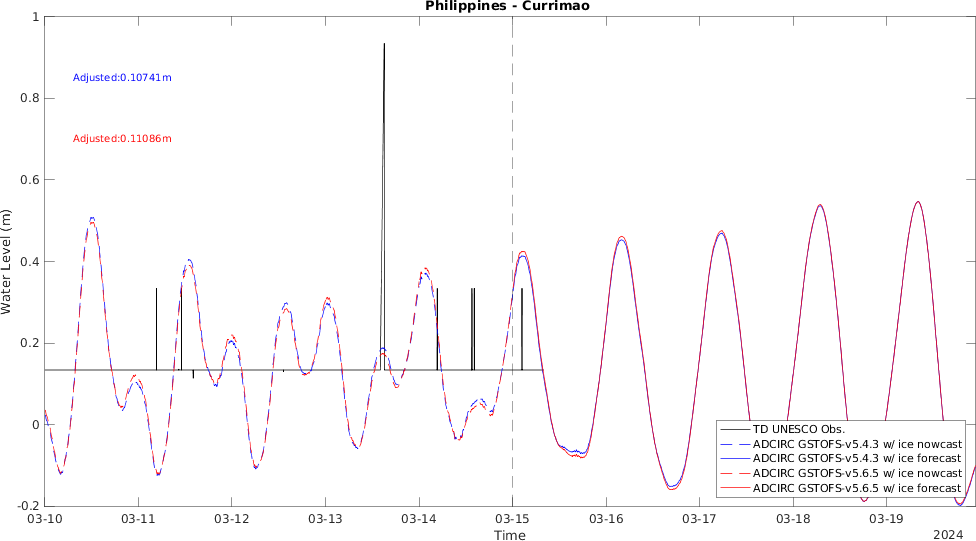 Philippines - Currimao
1
Adjusted:0.10741m
0.8
Adjusted:0.11086m
0.6
Water Level (m)
0.4
0.2
0
-0.2
TD UNESCO Obs.
ADCIRC GSTOFS-v5.4.3 w/ ice nowcast
ADCIRC GSTOFS-v5.4.3 w/ ice forecast
ADCIRC GSTOFS-v5.6.5 w/ ice nowcast
ADCIRC GSTOFS-v5.6.5 w/ ice forecast
03-10 03-11 03-12 03-13 03-14 03-15 03-16 03-17 03-18 03-19
Time
2024